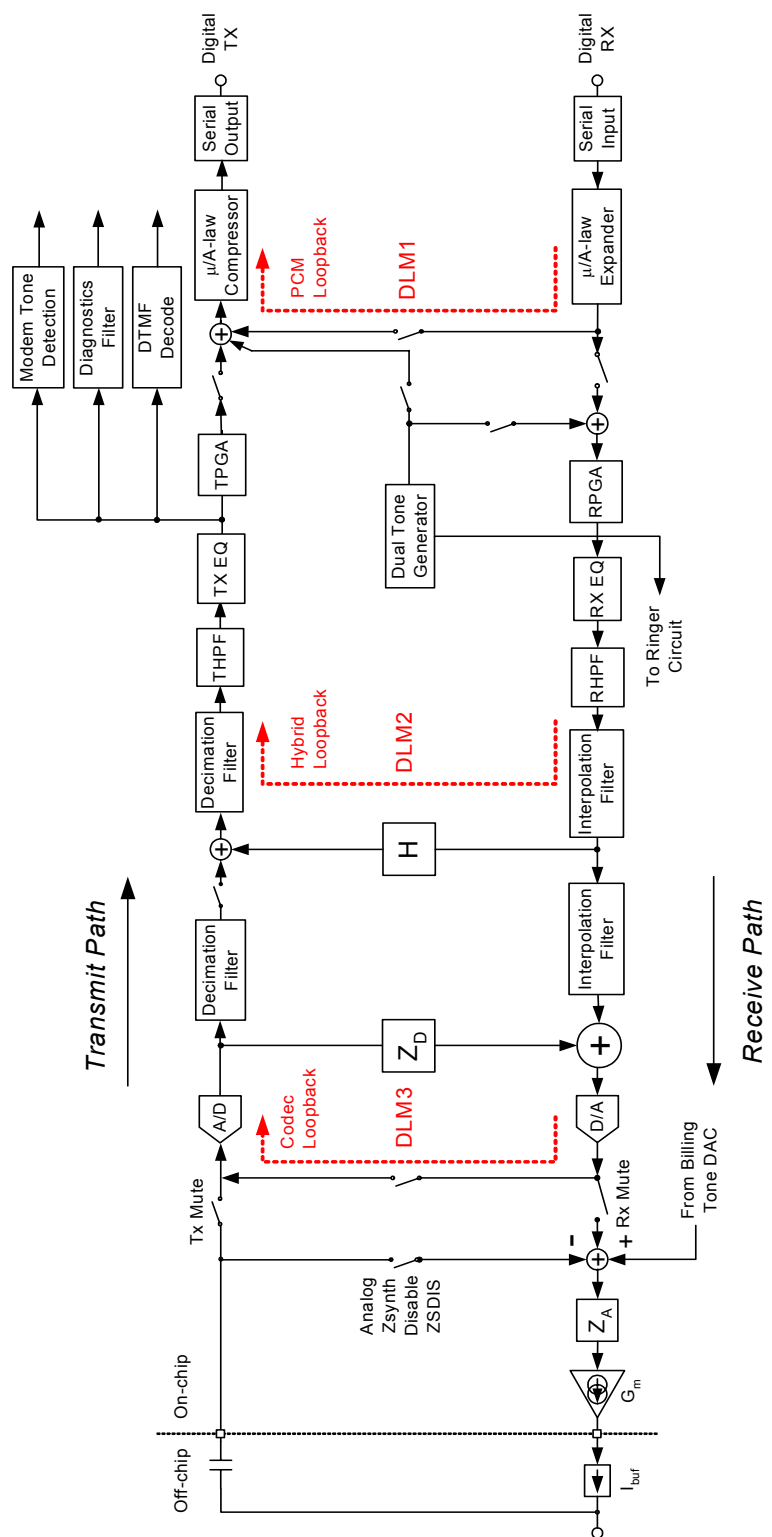 Digital
TX
Digital
RX
Serial
Output
Serial
Input
μ/A-law
Compressor
μ/A-law
Expander
Modem Tone
Detection
Diagnostics
Filter
DTMF
Decode
PCM
Loopback
DLM1
+
+
TPGA
Dual Tone
Generator
RPGA
TX EQ
RX EQ
To Ringer
Circuit
THPF
RHPF
Decimation
Filter
Hybrid
Loopback
DLM2
Interpolation
Filter
+
H
Transmit Path
Decimation
Filter
Interpolation
Filter
Receive Path
Z_D
+
A/D
Codec
Loopback
DLM3
D/A
Tx Mute
Rx Mute
From Billing
Tone DAC
-
+
+
Analog
Zsynth
Disable
ZSDIS
Z_A
G_m
On-chip
Off-chip
I_buf